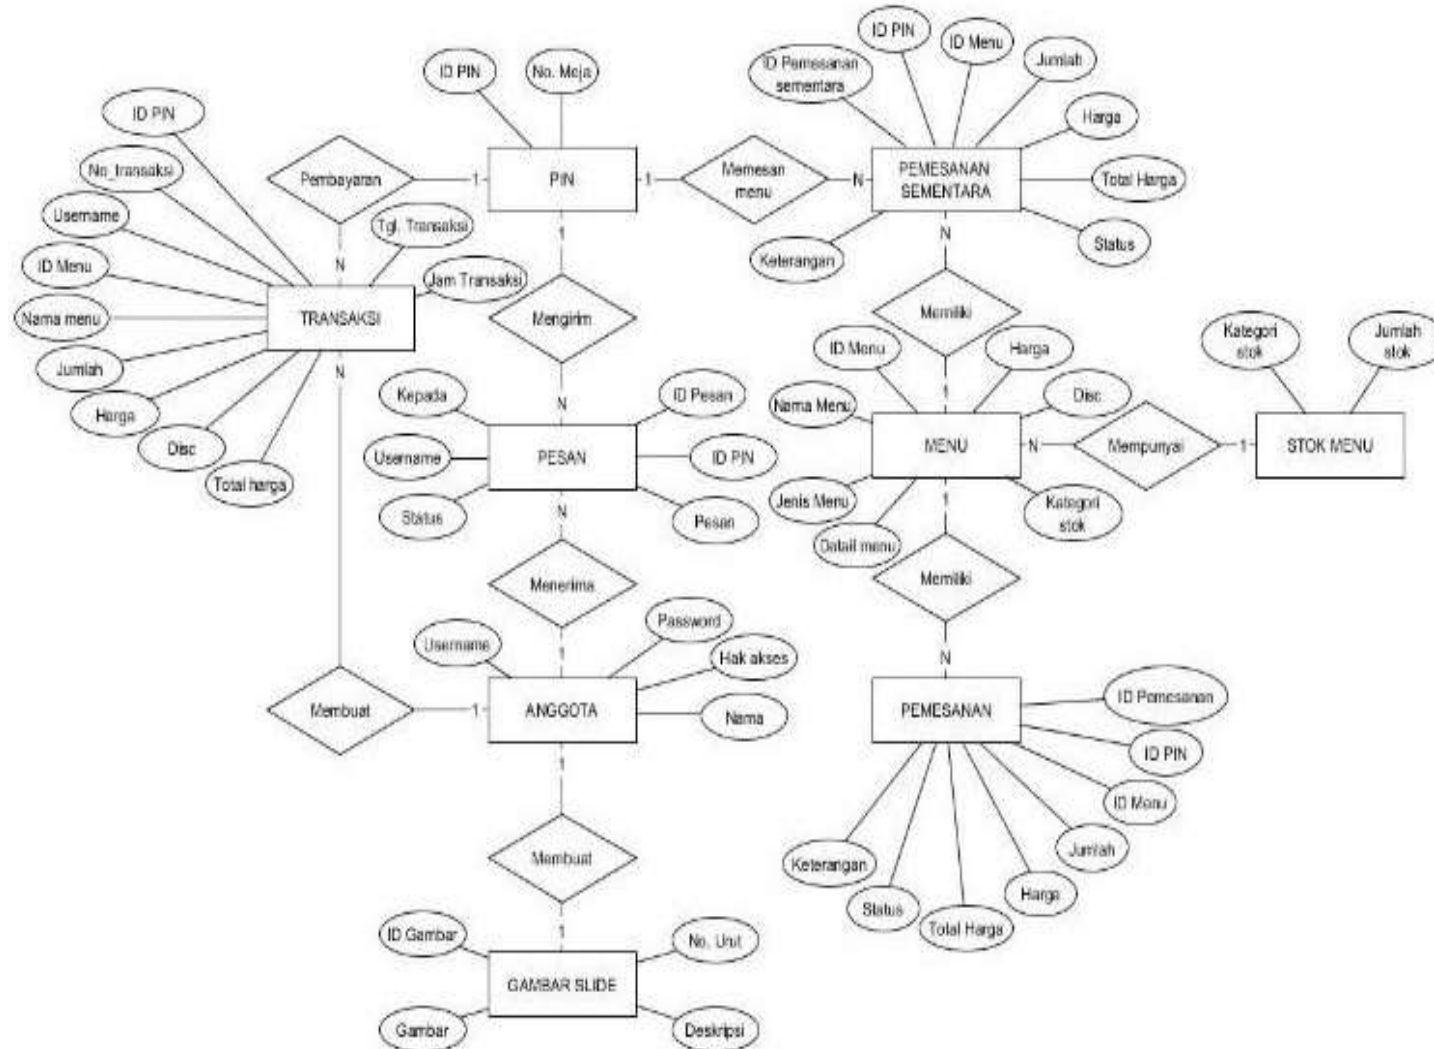 ID PIN
ID Menu
ID PIN
No. Meja
ID Pemesanan
sementara
Jumlah
ID PIN
Harga
No_transaksi
Pembayaran
1
PIN
1
Memesan
menu
N
PEMESANAN
SEMENTARA
Total Harga
Username
Tgl. Transaksi
1
N
Status
Keterangan
N
ID Menu
Jam Transaksi
Nama menu
TRANSAKSI
Mengirim
Memiliki
Kategori
stok
Jumlah
stok
ID Menu
Harga
Jumlah
N
1
Kepada
N
ID Pesan
Nama Menu
Disc
Harga
Disc
Username
PESAN
ID PIN
MENU
N
Mempunyai
1
STOK MENU
Total harga
Status
N
Pesan
Jenis Menu
1
Kategori
stok
Detail menu
Menerima
Memiliki
Password
Username
1
Hak akses
N
Membuat
1
ANGGOTA
Nama
PEMESANAN
ID Pemesanan
ID PIN
1
ID Menu
Membuat
Keterangan
Jumlah
Harga
Status
Total Harga
ID Gambar
1
No. Urut
GAMBAR SLIDE
Gambar
Deskripsi